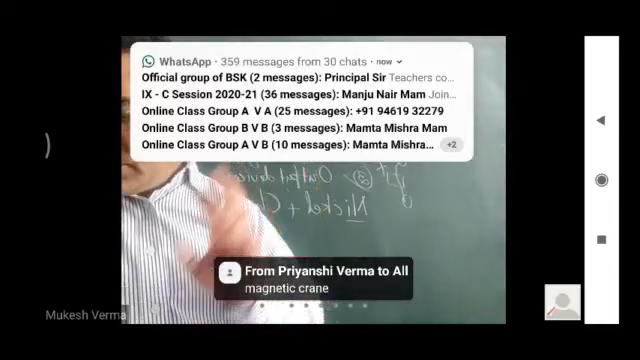 WhatsApp • 359 messages from 30 chats • now
Official group of BSK (2 messages): Principal Sir Teachers co...
IX - C Session 2020-21 (36 messages): Manju Nair Mam Join...
Online Class Group A V A (25 messages): +91 94619 32279
Online Class Group B V B (3 messages): Mamta Mishra Mam
Online Class Group A V B (10 messages): Mamta Mishra...
+2
Output device
Nickel +
From Priyanshi Verma to All
magnetic crane
Mukesh Verma